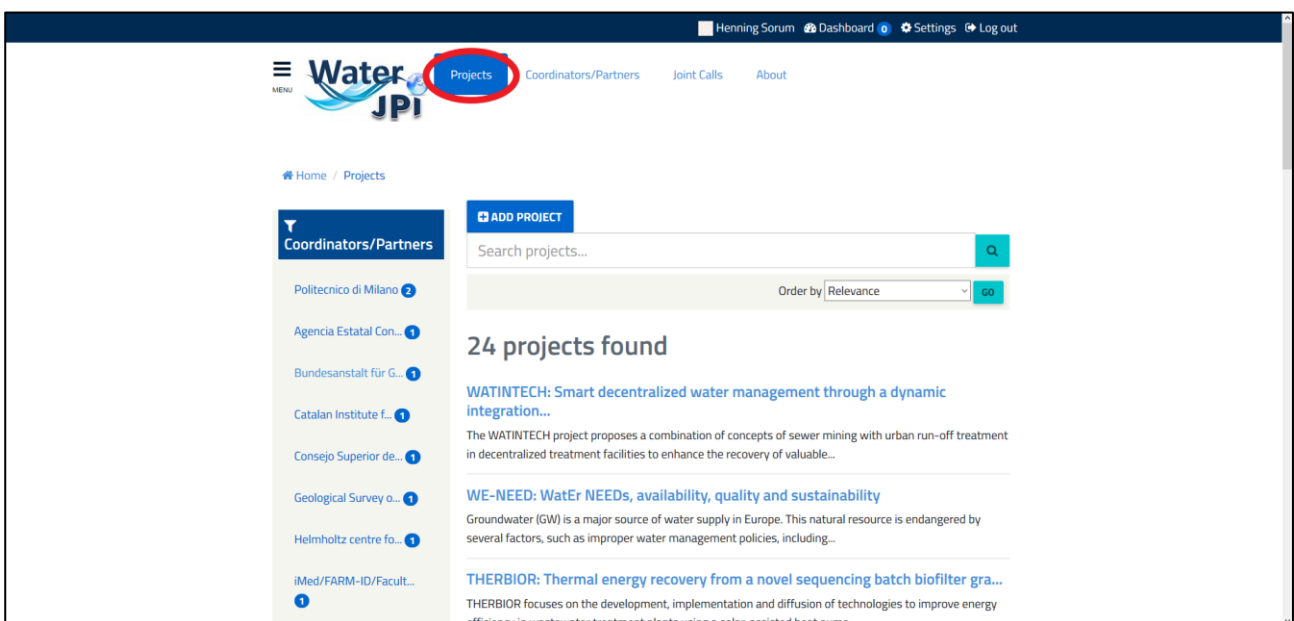 Henning Sorum Dashboard 0 Settings Log out
MENU
Water JPI
Projects Coordinators/Partners Joint Calls About
Home / Projects
Coordinators/Partners
Politecnico di Milano 2
Agencia Estatal Con... 1
Bundesanstalt für G... 1
Catalan Institute f... 1
Consejo Superior de... 1
Geological Survey o... 1
Helmholtz centre fo... 1
iMed/FARM-ID/Facult...
1
ADD PROJECT
Search projects...
Order by Relevance GO
24 projects found
WATINTECH: Smart decentralized water management through a dynamic
integration...
The WATINTECH project proposes a combination of concepts of sewer mining with urban run-off treatment
in decentralized treatment facilities to enhance the recovery of valuable...
WE-NEED: WatEr NEEDs, availability, quality and sustainability
Groundwater (GW) is a major source of water supply in Europe. This natural resource is endangered by
several factors, such as improper water management policies, including...
THERBIOR: Thermal energy recovery from a novel sequencing batch biofilter gra...
THERBIOR focuses on the development, implementation and diffusion of technologies to improve energy